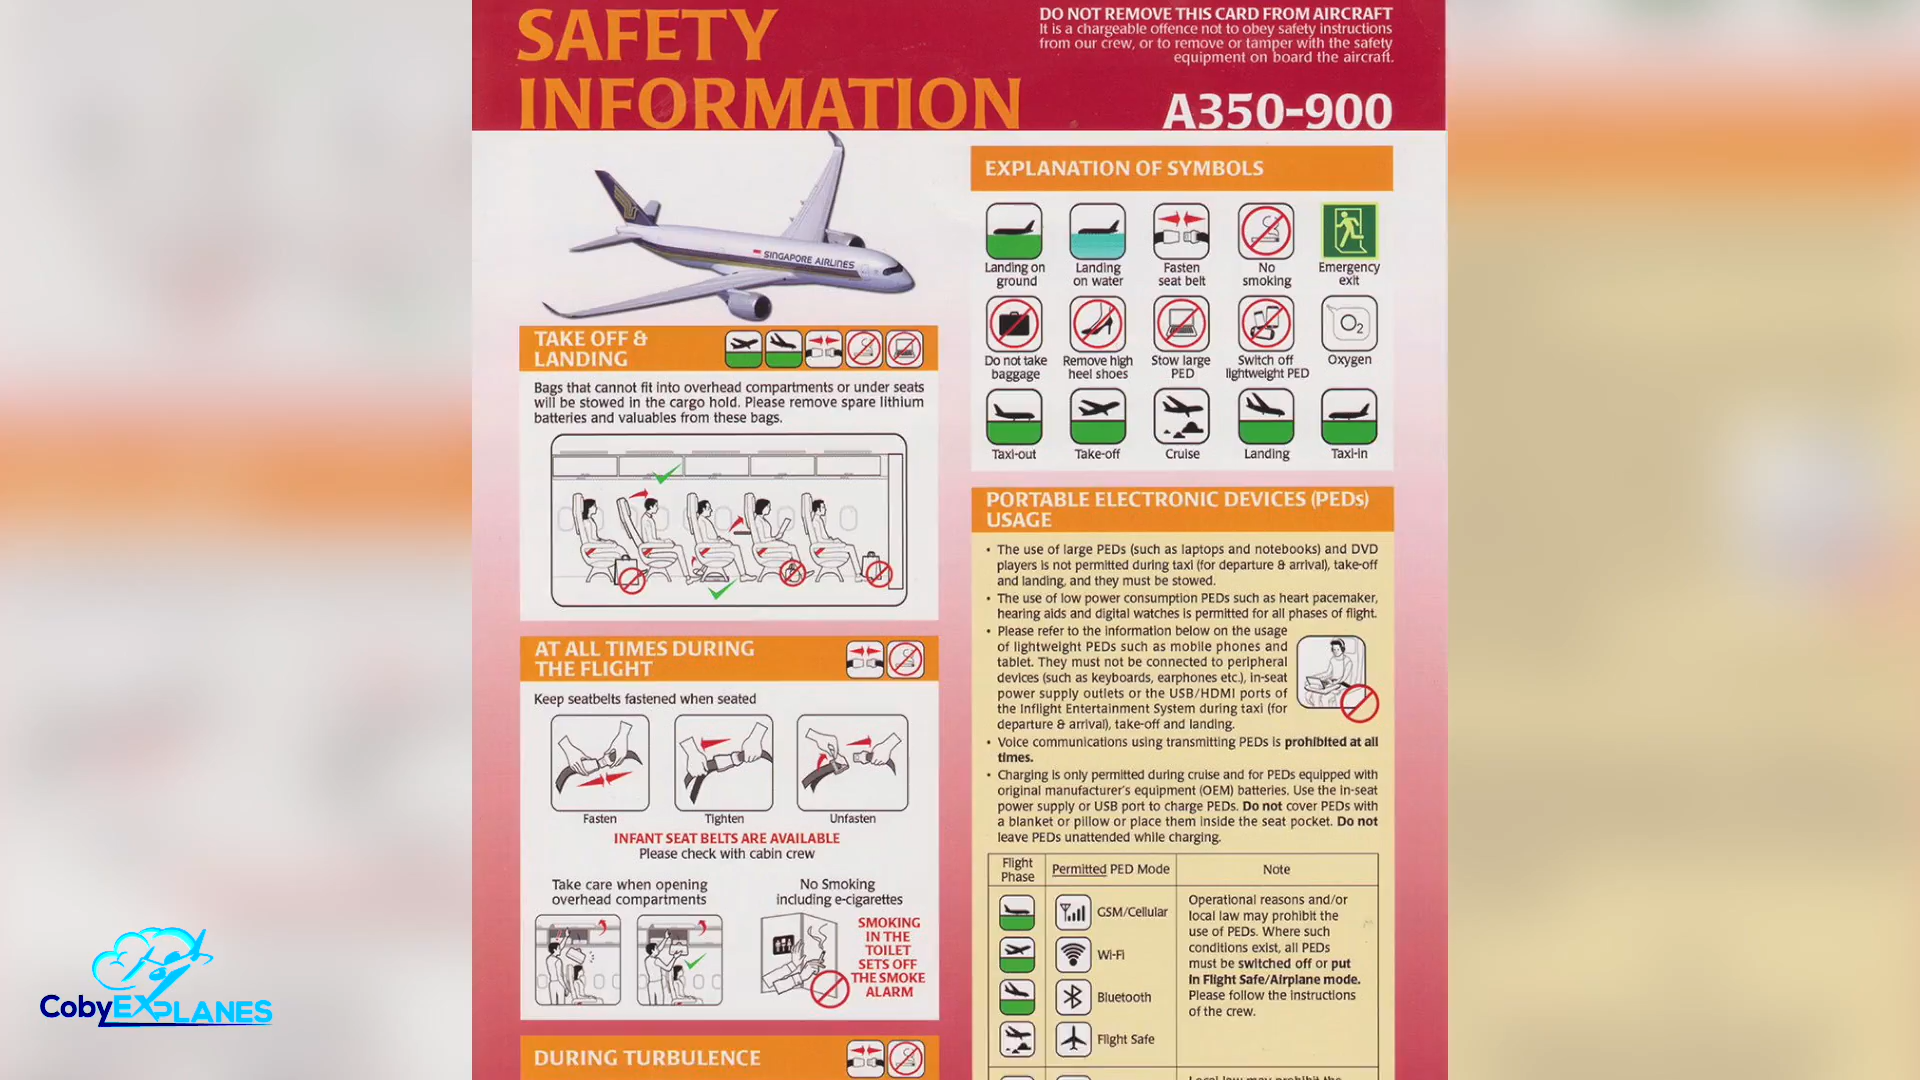 SAFETY
INFORMATION
DO NOT REMOVE THIS CARD FROM AIRCRAFT
It is a chargeable offence not to obey safety instructions
from our crew, or to remove or tamper with the safety
equipment on board the aircraft.
A350-900
SINGAPORE AIRLINES
TAKE OFF &
LANDING
Bags that cannot fit into overhead compartments or under seats
will be stowed in the cargo hold. Please remove spare lithium
batteries and valuables from these bags.
AT ALL TIMES DURING
THE FLIGHT
Keep seatbelts fastened when seated
Fasten
Tighten
Unfasten
INFANT SEAT BELTS ARE AVAILABLE
Please check with cabin crew
Take care when opening
overhead compartments
No Smoking
including e-cigarettes
SMOKING
IN THE
TOILET
SETS OFF
THE SMOKE
ALARM
DURING TURBULENCE
EXPLANATION OF SYMBOLS
Landing on
ground
Landing
on water
Fasten
seat belt
No
smoking
Emergency
exit
Do not take
baggage
Remove high
heel shoes
Stow large
PED
Switch off
lightweight PED
O2
Oxygen
Taxi-out
Take-off
Cruise
Landing
Taxi-in
PORTABLE ELECTRONIC DEVICES (PEDs)
USAGE
• The use of large PEDs (such as laptops and notebooks) and DVD
players is not permitted during taxi (for departure & arrival), take-off
and landing, and they must be stowed.
• The use of low power consumption PEDs such as heart pacemaker,
hearing aids and digital watches is permitted for all phases of flight.
• Please refer to the information below on the usage
of lightweight PEDs such as mobile phones and
tablet. They must not be connected to peripheral
devices (such as keyboards, earphones etc.), in-seat
power supply outlets or the USB/HDMI ports of
the Inflight Entertainment System during taxi (for
departure & arrival), take-off and landing.
• Voice communications using transmitting PEDs is prohibited at all
times.
• Charging is only permitted during cruise and for PEDs equipped with
original manufacturer's equipment (OEM) batteries. Use the in-seat
power supply or USB port to charge PEDs. Do not cover PEDs with
a blanket or pillow or place them inside the seat pocket. Do not
leave PEDs unattended while charging.
Flight
Phase
Permitted PED Mode
Note
GSM/Cellular
Wi-Fi
Bluetooth
Flight Safe
Operational reasons and/or
local law may prohibit the
use of PEDs. Where such
conditions exist, all PEDs
must be switched off or put
in Flight Safe/Airplane mode.
Please follow the instructions
of the crew.
Local law may prohibit the
CobyEXPLANES